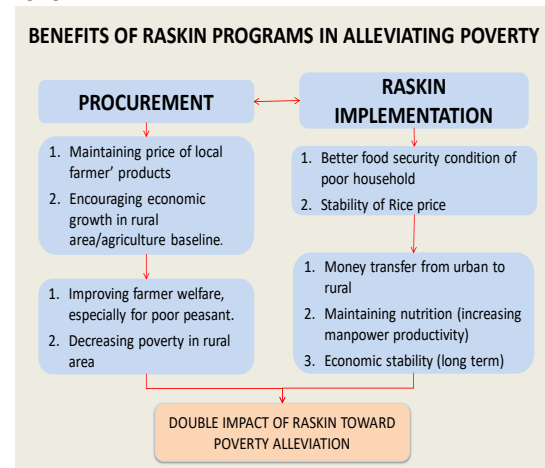 BENEFITS OF RASKIN PROGRAMS IN ALLEVIATING POVERTY
PROCUREMENT
RASKIN
IMPLEMENTATION
1. Maintaining price of local
farmer’ products
2. Encouraging economic
growth in rural
area/agriculture baseline.
1. Better food security condition of
poor household
2. Stability of Rice price
1. Improving farmer welfare,
especially for poor peasant.
2. Decreasing poverty in rural
area
1. Money transfer from urban to
rural
2. Maintaining nutrition (increasing
manpower productivity)
3. Economic stability (long term)
DOUBLE IMPACT OF RASKIN TOWARD
POVERTY ALLEVIATION